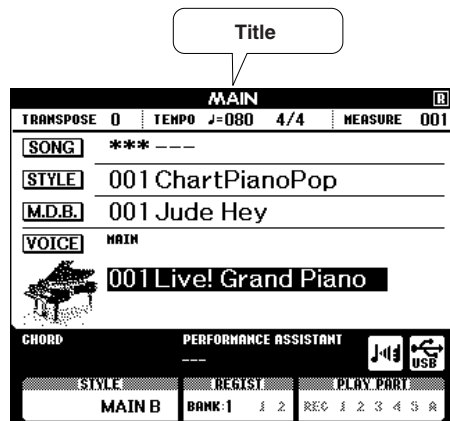 Title
MAIN R
TRANSPOSE 0 TEMPO ♩=080 4/4 MEASURE 001
SONG *** ---
STYLE 001 ChartPianoPop
M.D.B. 001 Jude Hey
VOICE MAIN
001 Live! Grand Piano
CHORD PERFORMANCE ASSISTANT
---
USB
STYLE REGIST PLAY PART
MAIN B BANK:1 1 2 REC 1 2 3 4 5 A